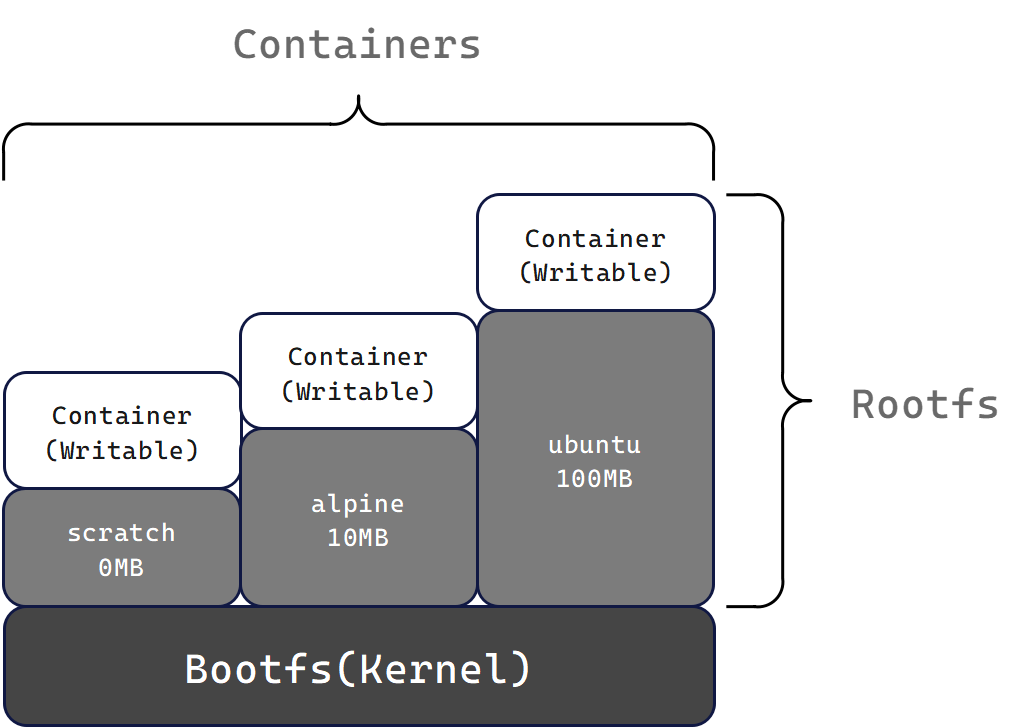 Containers
Container
(Writable)
Container
(Writable)
Container
(Writable)
Rootfs
ubuntu
100MB
alpine
10MB
scratch
0MB
Bootfs(Kernel)